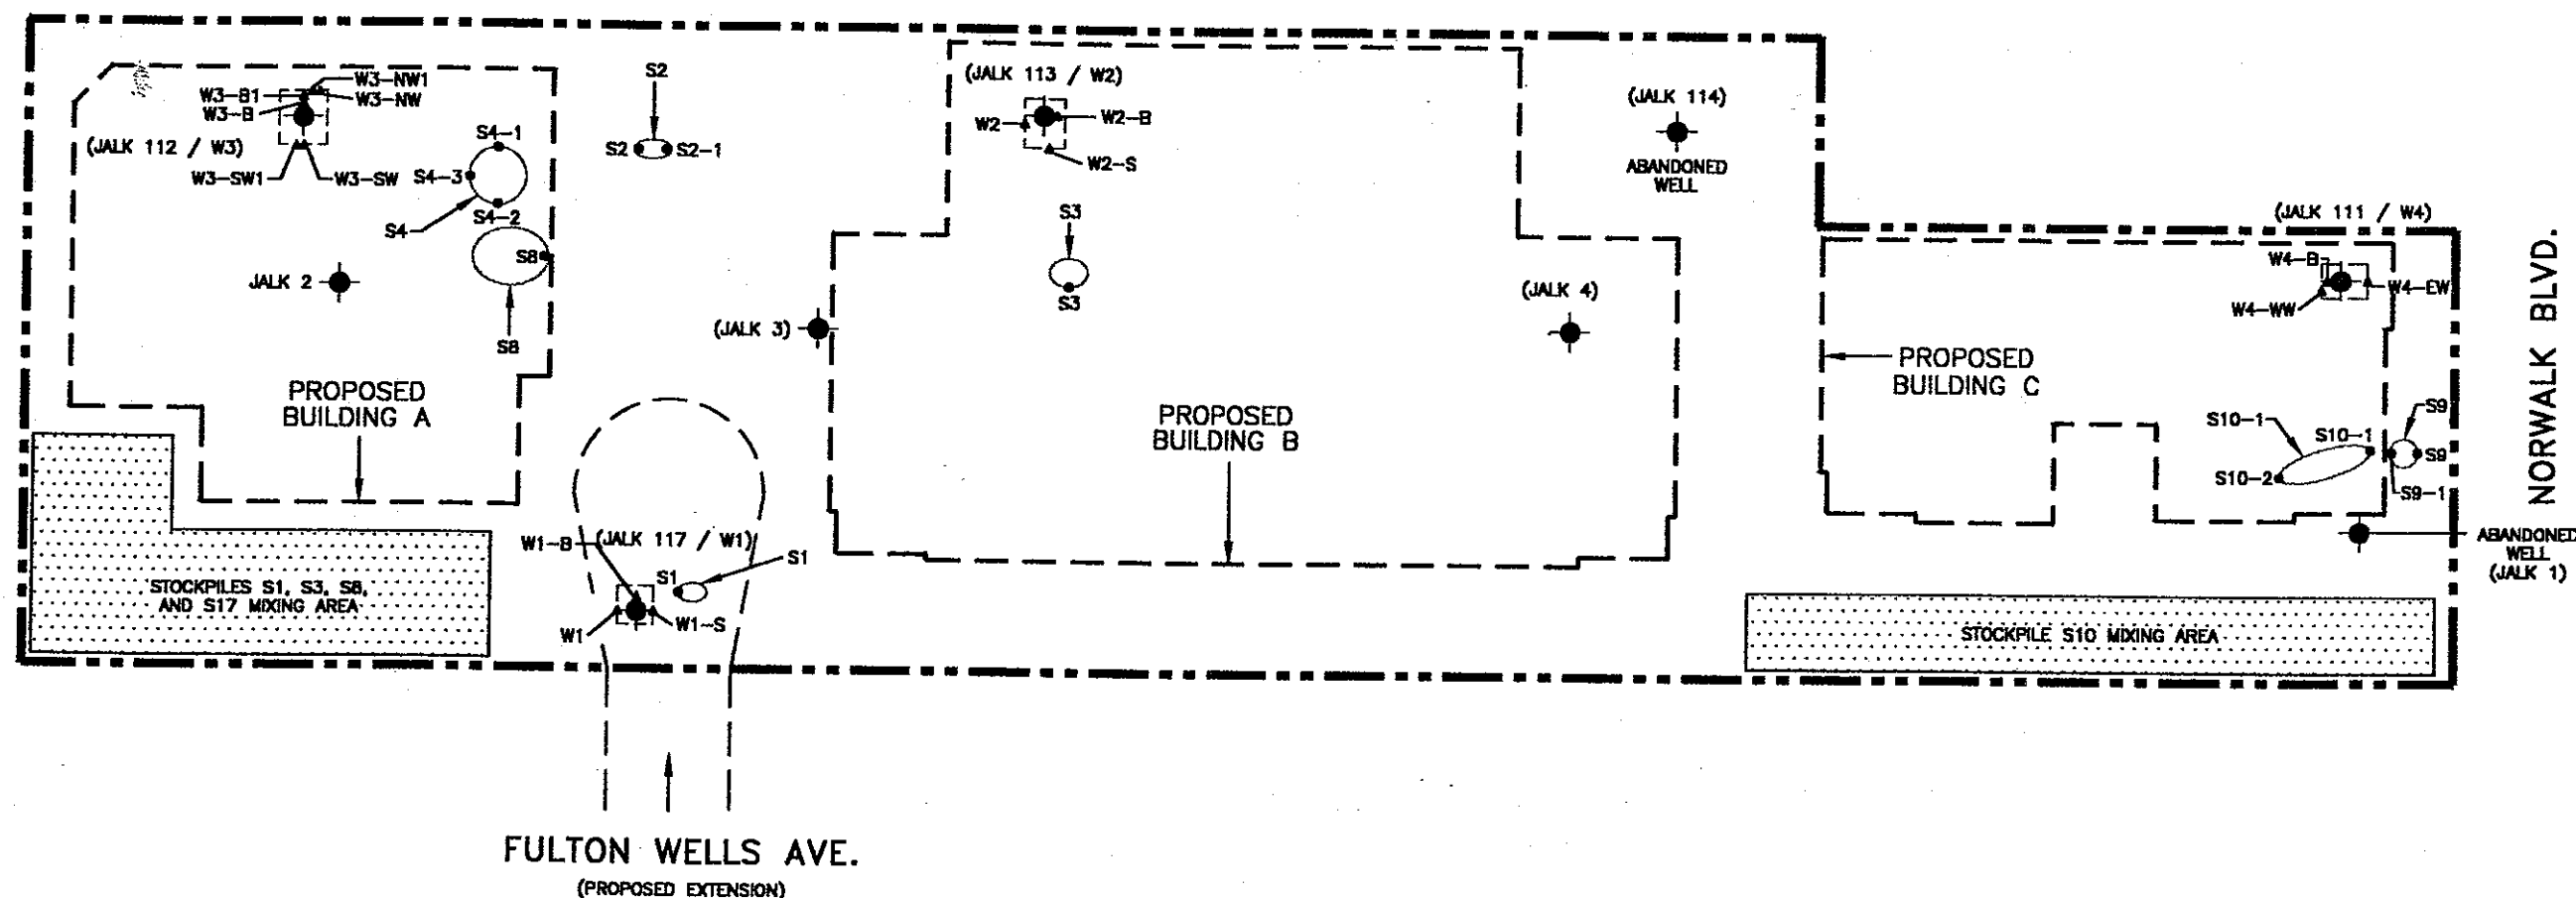 S2
(JALK 113 / W2)
W3-NW1
W3-B1
W3-NW
W3-B
(JALK 114)
W2
W2-B
S4-1
(JALK 112 / W3)
S2
S2-1
W2-S
ABANDONED
WELL
W3-SW1
W3-SW
S4-3
S4-2
S4
S3
(JALK 111 / W4)
S8
W4-B
JALK 2
W4-EW
(JALK 4)
S3
W4-WW
(JALK 3)
S8
NORWALK BLVD.
PROPOSED
BUILDING A
PROPOSED
BUILDING B
PROPOSED
BUILDING C
S10-1
S10-1
S9
S9
S10-2
S9-1
W1-B
(JALK 117 / W1)
S1
S1
ABANDONED
WELL
(JALK 1)
STOCKPILES S1, S3, S8,
AND S17 MIXING AREA
W1
W1-S
STOCKPILE S10 MIXING AREA
FULTON WELLS AVE.
(PROPOSED EXTENSION)